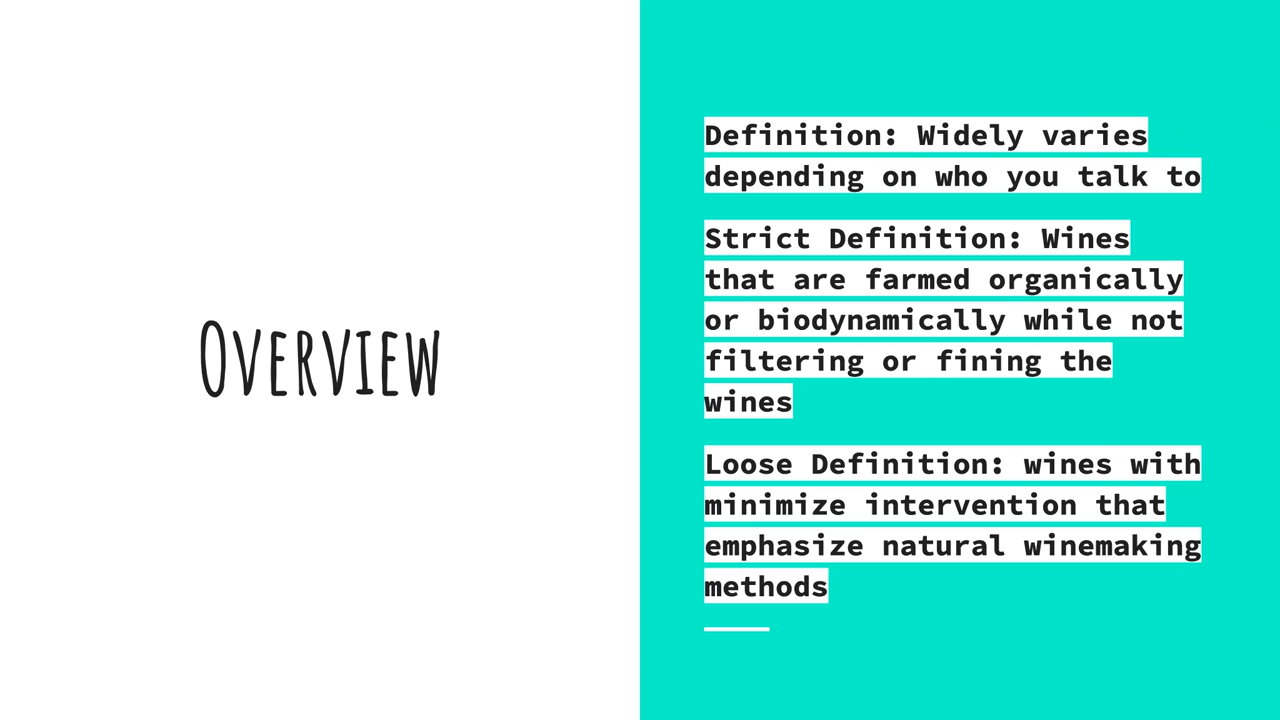 Overview
Definition: Widely varies
depending on who you talk to
Strict Definition: Wines
that are farmed organically
or biodynamically while not
filtering or fining the
wines
Loose Definition: wines with
minimize intervention that
emphasize natural winemaking
methods